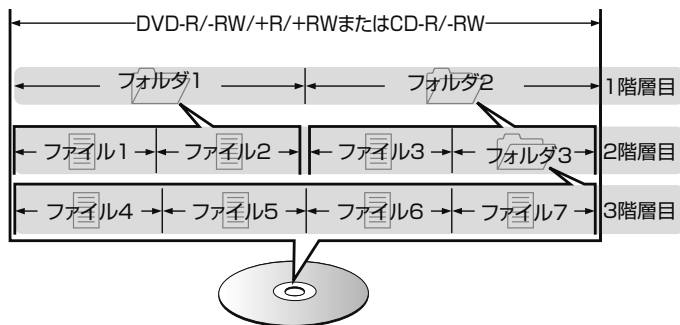 DVD-R/-RW/+R/+RWまたはCD-R/-RW
フォルダ1 フォルダ2 1階層目
ファイル1 ファイル2 ファイル3 フォルダ3 2階層目
ファイル4 ファイル5 ファイル6 ファイル7 3階層目